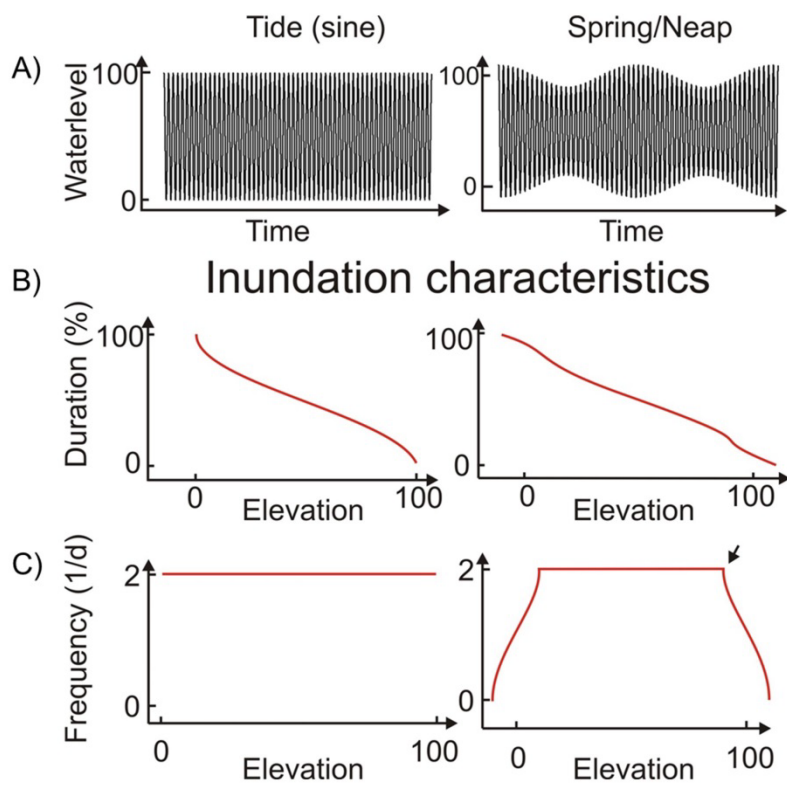 Tide (sine) Spring/Neap
A)
Waterlevel
100 100
0 0
Time Time
B) Inundation characteristics
Duration (%)
100 100
0 0
0 100 0 100
Elevation Elevation
C)
Frequency (1/d)
2 2
0 0
0 100 0 100
Elevation Elevation